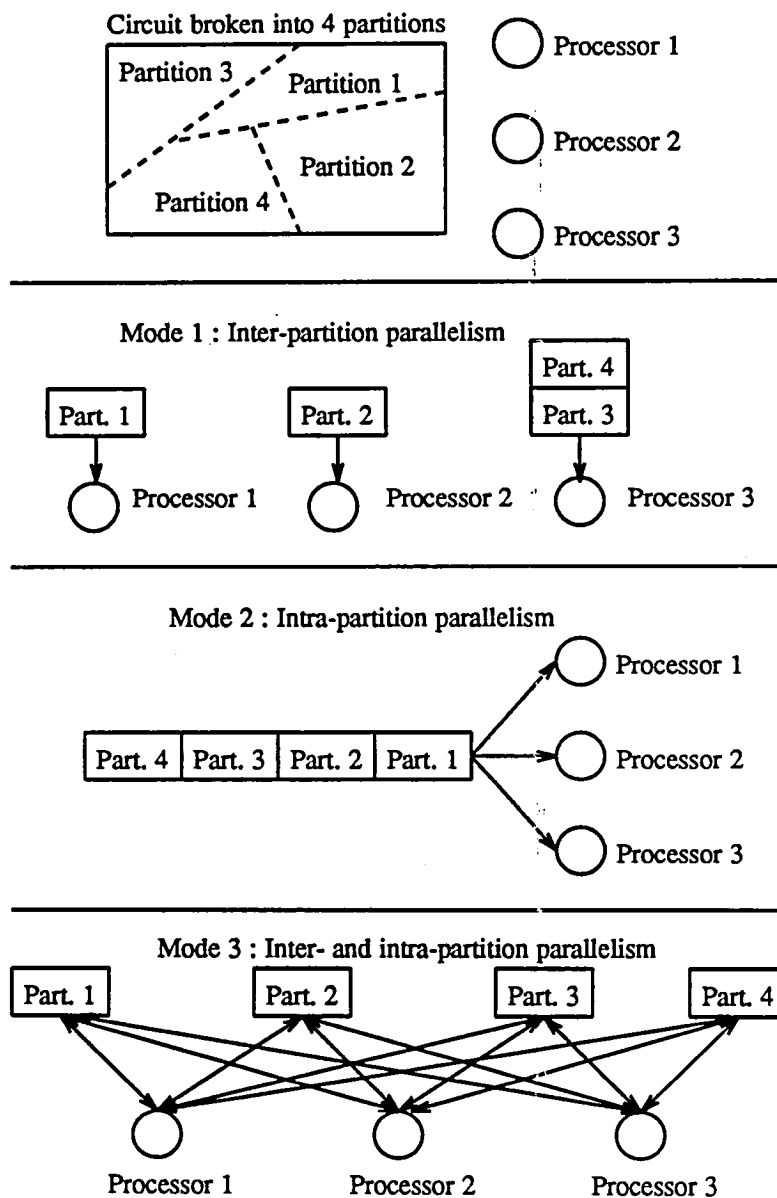 Circuit broken into 4 partitions
Partition 3
Partition 1
Partition 2
Partition 4
Processor 1
Processor 2
Processor 3
Mode 1 : Inter-partition parallelism
Part. 1
Part. 2
Part. 4
Part. 3
Processor 1
Processor 2
Processor 3
Mode 2 : Intra-partition parallelism
Part. 4
Part. 3
Part. 2
Part. 1
Processor 1
Processor 2
Processor 3
Mode 3 : Inter- and intra-partition parallelism
Part. 1
Part. 2
Part. 3
Part. 4
Processor 1
Processor 2
Processor 3